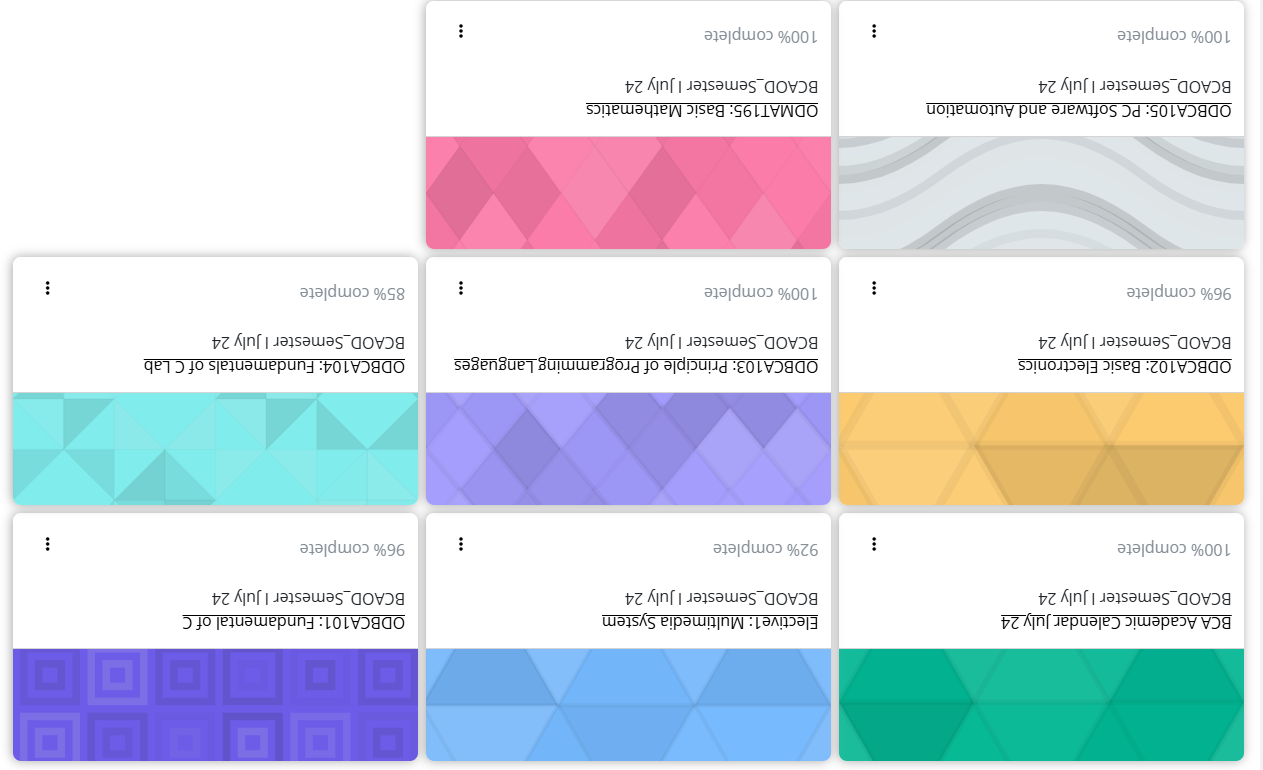 BCA Academic Calendar July 24
BCAOD_Semester I July 24
100% complete
Elective1: Multimedia System
BCAOD_Semester I July 24
92% complete
ODBCA101: Fundamental of C
BCAOD_Semester I July 24
96% complete
ODBCA102: Basic Electronics
BCAOD_Semester I July 24
96% complete
ODBCA103: Principle of Programming Languages
BCAOD_Semester I July 24
100% complete
ODBCA104: Fundamentals of C Lab
BCAOD_Semester I July 24
85% complete
ODBCA105: PC Software and Automation
BCAOD_Semester I July 24
100% complete
ODMAT195: Basic Mathematics
BCAOD_Semester I July 24
100% complete